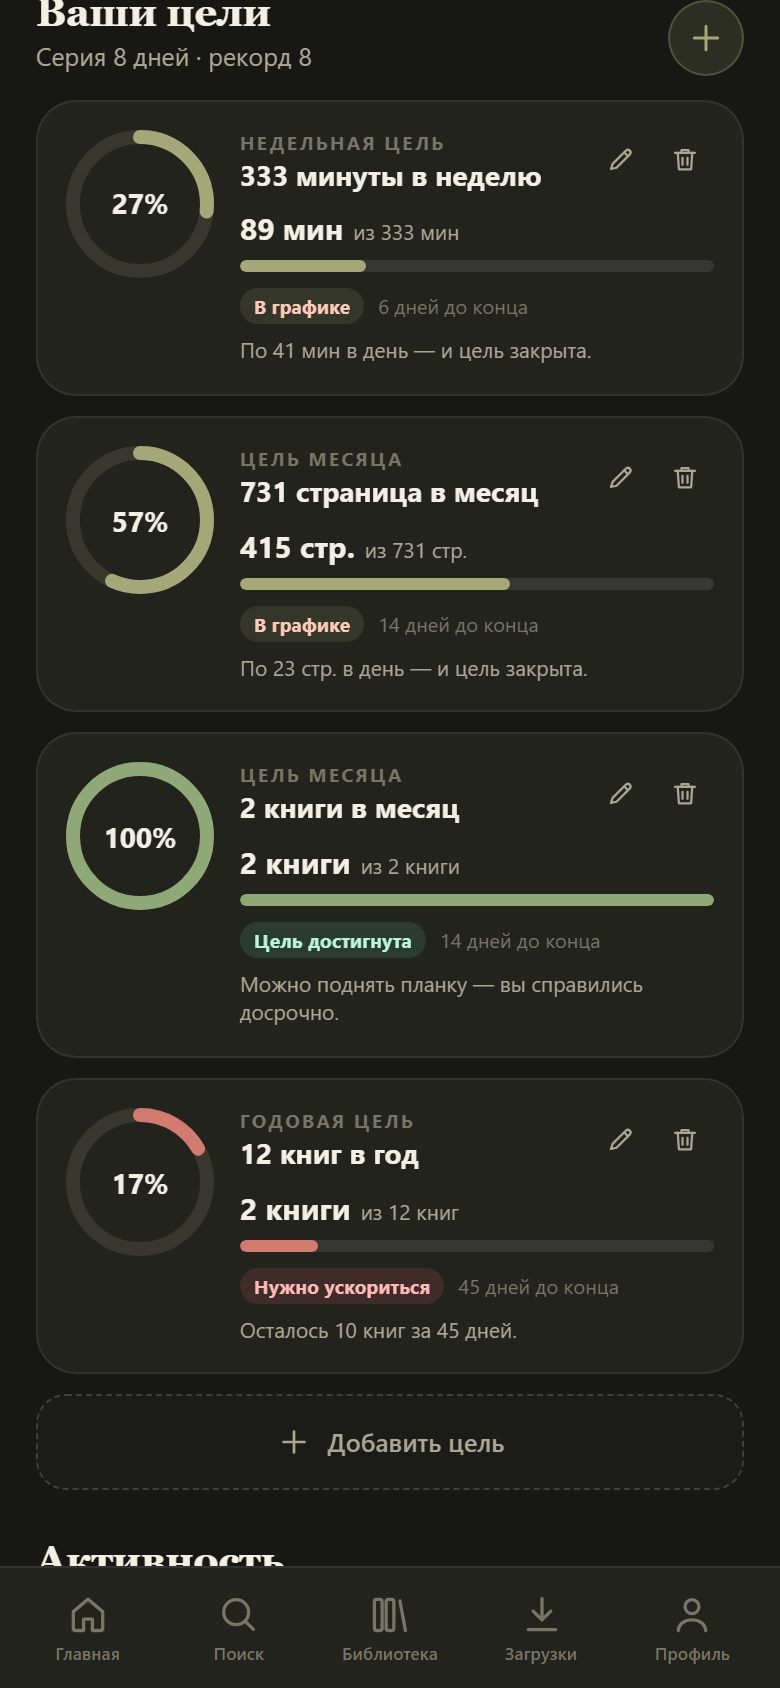 Ваши цели
Серия 8 дней · рекорд 8
27%
НЕДЕЛЬНАЯ ЦЕЛЬ
333 минуты в неделю
89 мин из 333 мин
В графике 6 дней до конца
По 41 мин в день — и цель закрыта.
57%
ЦЕЛЬ МЕСЯЦА
731 страница в месяц
415 стр. из 731 стр.
В графике 14 дней до конца
По 23 стр. в день — и цель закрыта.
100%
ЦЕЛЬ МЕСЯЦА
2 книги в месяц
2 книги из 2 книги
Цель достигнута 14 дней до конца
Можно поднять планку — вы справились
досрочно.
17%
ГОДОВАЯ ЦЕЛЬ
12 книг в год
2 книги из 12 книг
Нужно ускориться 45 дней до конца
Осталось 10 книг за 45 дней.
Добавить цель
Активность
Главная Поиск Библиотека Загрузки Профиль